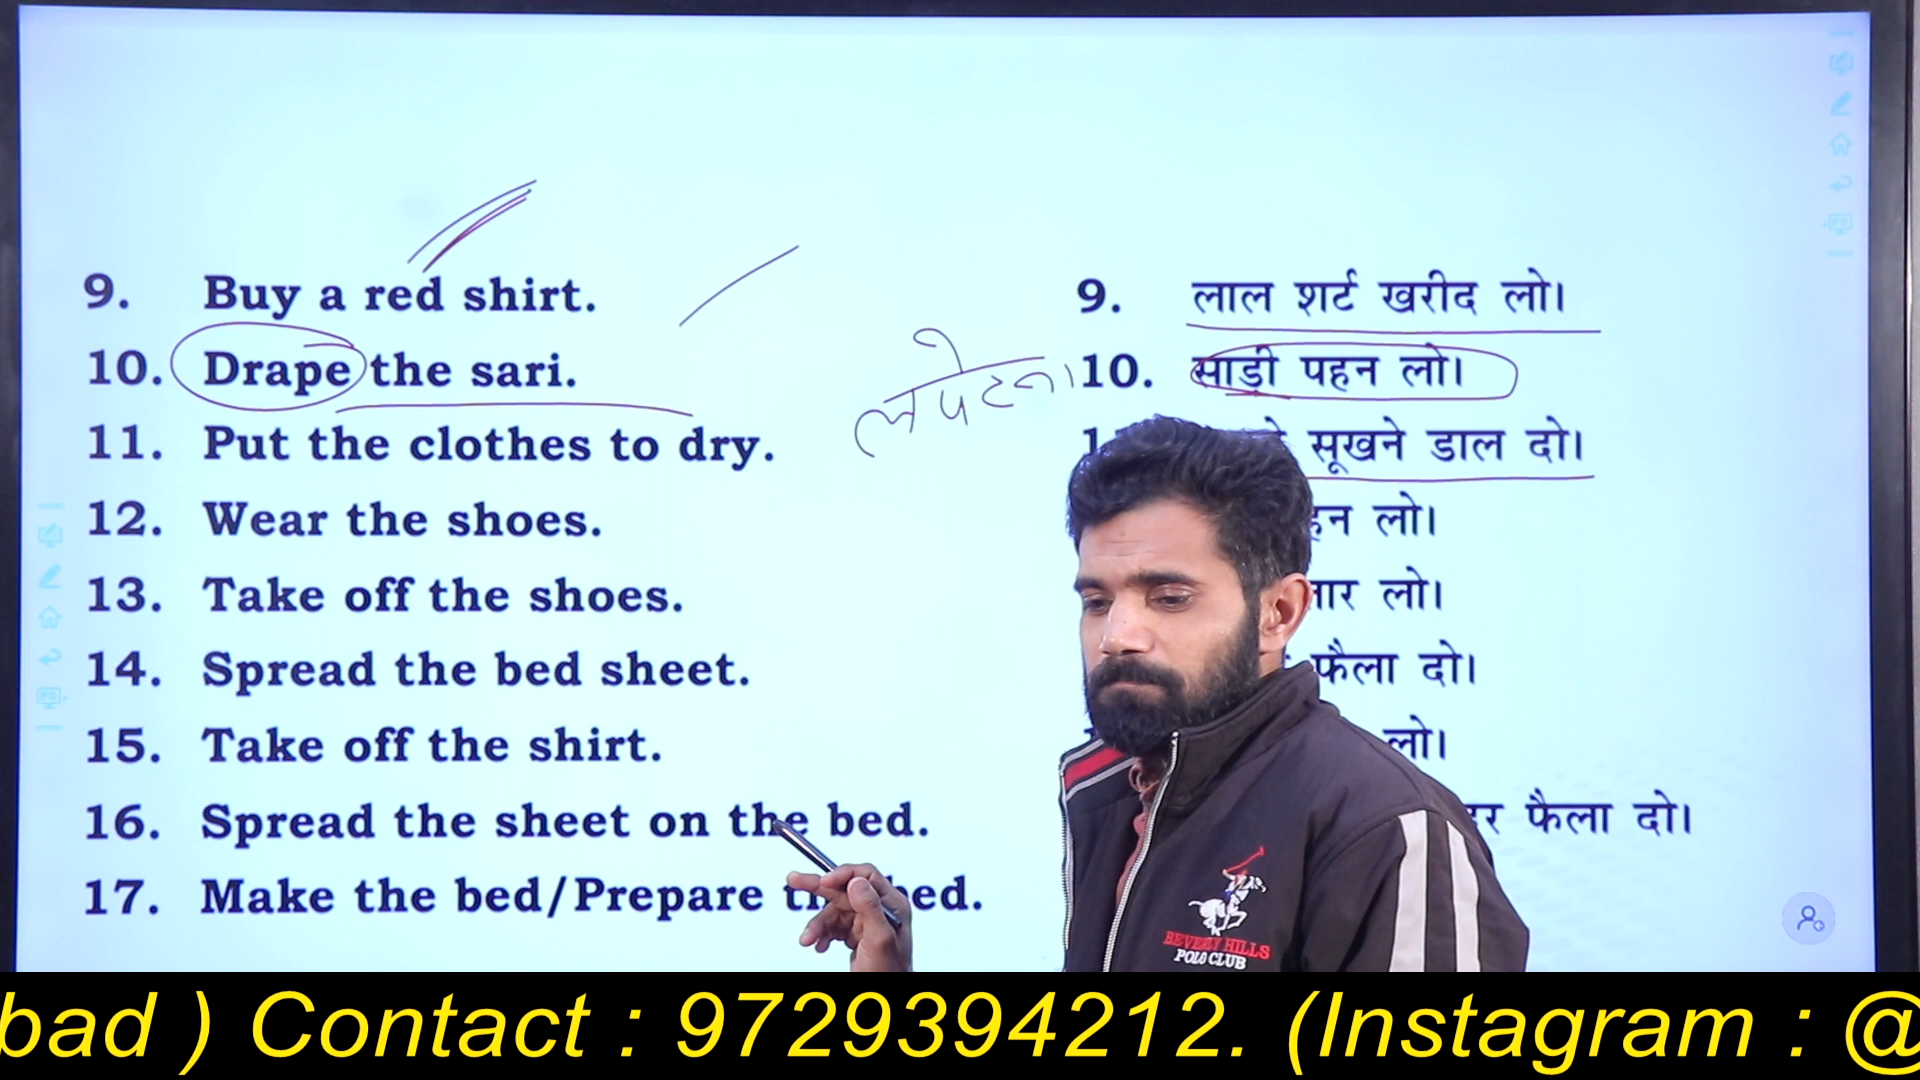 9. Buy a red shirt.
10. Drape the sari.
11. Put the clothes to dry.
12. Wear the shoes.
13. Take off the shoes.
14. Spread the bed sheet.
15. Take off the shirt.
16. Spread the sheet on the bed.
17. Make the bed/Prepare the bed.
लपेटना
9. लाल शर्ट खरीद लो।
10. साड़ी पहन लो।
सूखने डाल दो।
लो।
लो।
फैला दो।
लो।
फैला दो।
BEVERLY HILLS
POLO CLUB
bad ) Contact : 9729394212. (Instagram : @